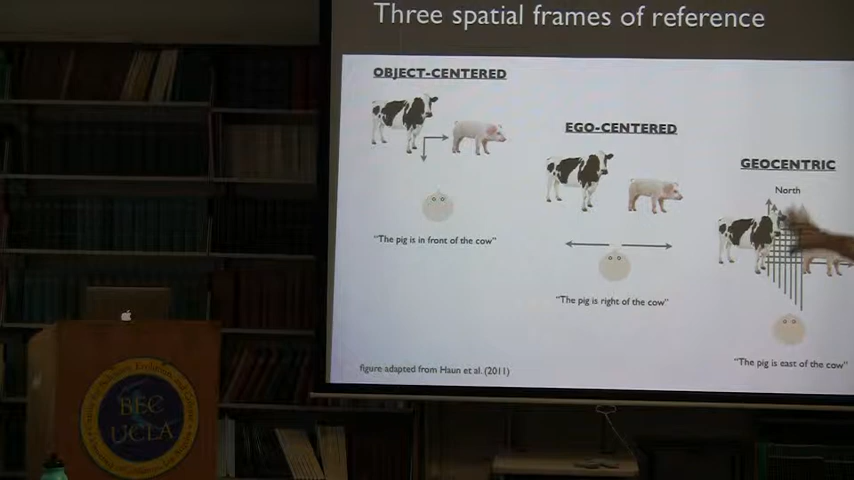 Three spatial frames of reference
OBJECT-CENTERED
"The pig is in front of the cow"
EGO-CENTERED
"The pig is right of the cow"
GEOCENTRIC
North
"The pig is east of the cow"
figure adapted from Haun et al. (2011)
BEC
UCLA